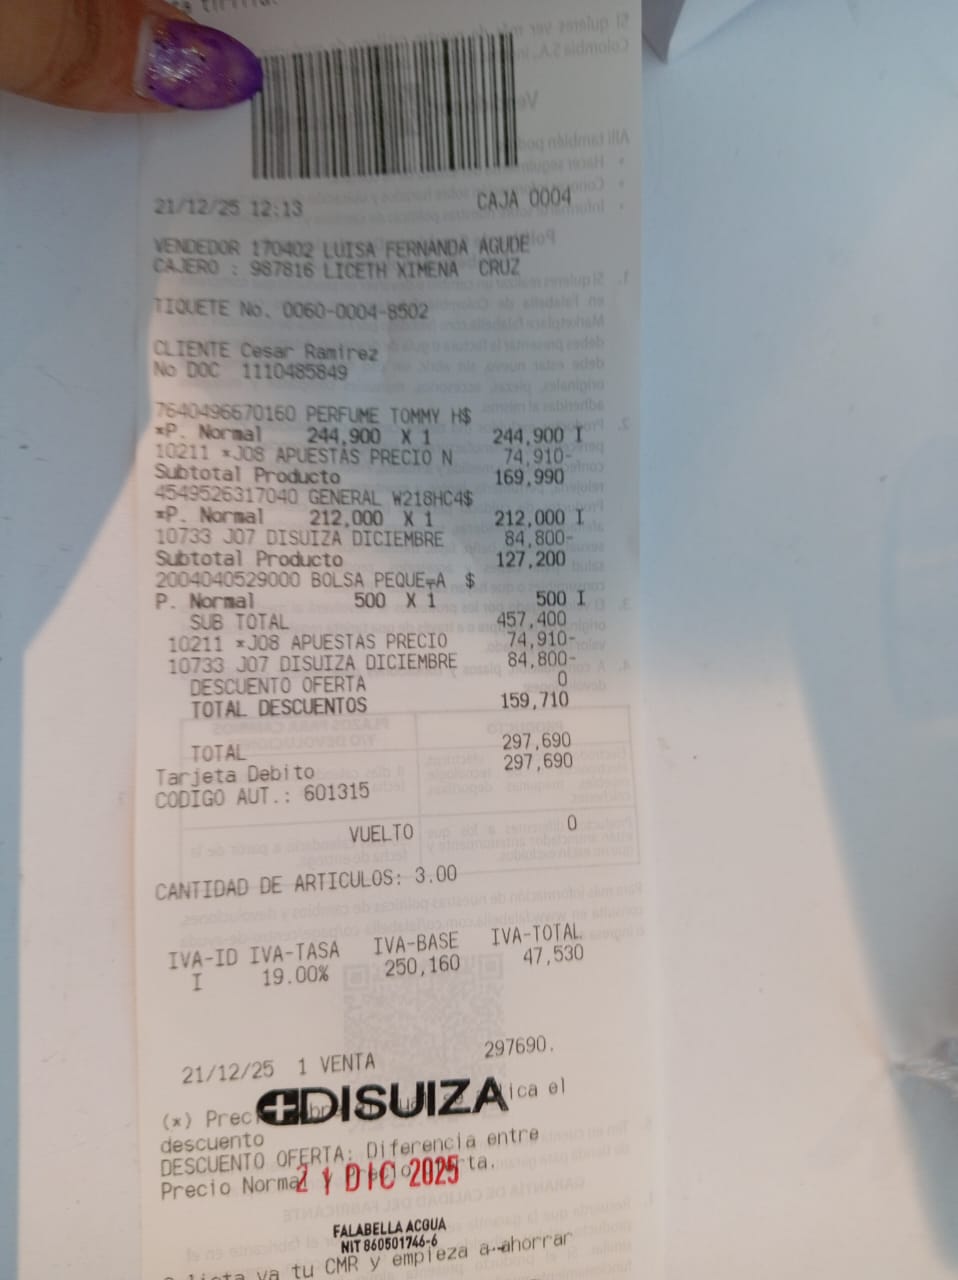 21/12/25 12:13 CAJA 0004
VENDEDOR 170402 LUISA FERNANDA AGUDE
CAJERO : 987816 LICETH XIMENA CRUZ
TIQUETE No. 0060-0004-8502
CLIENTE Cesar Ramirez
No DOC 1110485849
7640496670160 PERFUME TOMMY H$
*P. Normal 244,900 X 1 244,900 I
10211 *J08 APUESTAS PRECIO N 74,910-
Subtotal Producto 169,990
4549526317040 GENERAL W218HC4$
*P. Normal 212,000 X 1 212,000 I
10733 J07 DISUIZA DICIEMBRE 84,800-
Subtotal Producto 127,200
2004040529000 BOLSA $
P. Normal 500 X 1 500 I
SUB TOTAL 457,400
10211 *J08 APUESTAS PRECIO 74,910-
10733 J07 DISUIZA DICIEMBRE 84,800-
DESCUENTO OFERTA 0
TOTAL DESCUENTOS 159,710
TOTAL 297,690
Tarjeta Debito 297,690
CODIGO AUT.: 601315
VUELTO 0
CANTIDAD DE ARTICULOS: 3.00
IVA-ID IVA-TASA IVA-BASE IVA-TOTAL
I 19.00% 250,160 47,530
21/12/25 1 VENTA 297690.
DISUIZA
(*) el
descuento
DESCUENTO OFERTA: Diferencia entre
Precio Normal y
21 DIC 2025
FALABELLA ACQUA
NIT 860501746-6
va tu CMR y empieza a ahorrar